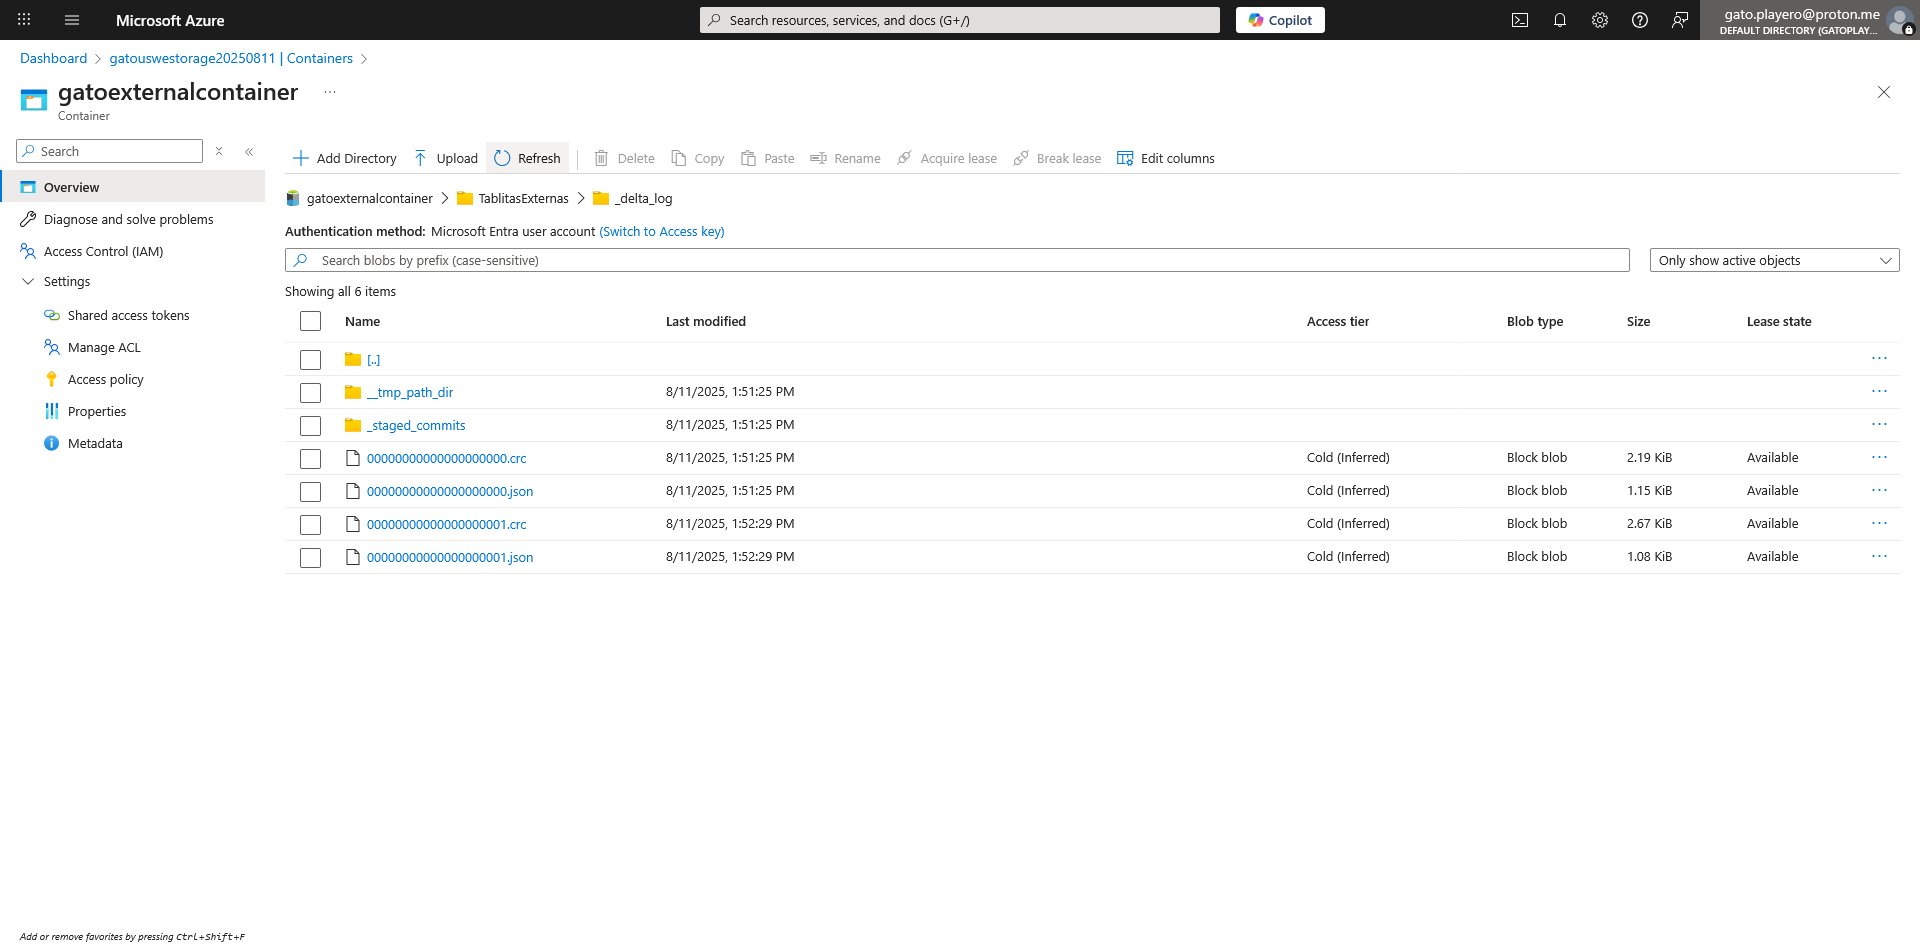 Microsoft Azure
Search resources, services, and docs (G+/)
Copilot
gato.playero@proton.me
DEFAULT DIRECTORY (GATOPLAY...
Dashboard > gatouswestorage20250811 | Containers >
gatoexternalcontainer ...
Container
Search
Overview
Diagnose and solve problems
Access Control (IAM)
Settings
Shared access tokens
Manage ACL
Access policy
Properties
Metadata
Add Directory Upload Refresh Delete Copy Paste Rename Acquire lease Break lease Edit columns
gatoexternalcontainer > TablitasExternas > _delta_log
Authentication method: Microsoft Entra user account (Switch to Access key)
Search blobs by prefix (case-sensitive)
Only show active objects
Showing all 6 items
Name Last modified Access tier Blob type Size Lease state
[..]
__tmp_path_dir 8/11/2025, 1:51:25 PM
_staged_commits 8/11/2025, 1:51:25 PM
00000000000000000000.crc 8/11/2025, 1:51:25 PM Cold (Inferred) Block blob 2.19 KiB Available
00000000000000000000.json 8/11/2025, 1:51:25 PM Cold (Inferred) Block blob 1.15 KiB Available
00000000000000000001.crc 8/11/2025, 1:52:29 PM Cold (Inferred) Block blob 2.67 KiB Available
00000000000000000001.json 8/11/2025, 1:52:29 PM Cold (Inferred) Block blob 1.08 KiB Available
Add or remove favorites by pressing Ctrl+Shift+F